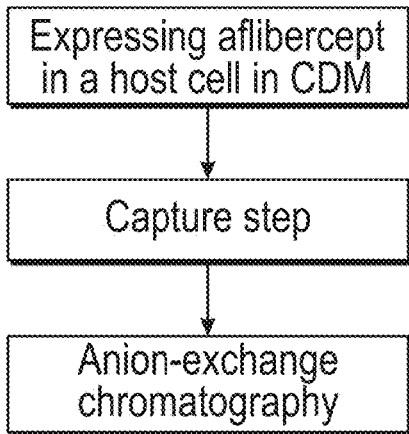 Expressing aflibercept
in a host cell in CDM
Capture step
Anion-exchange
chromatography